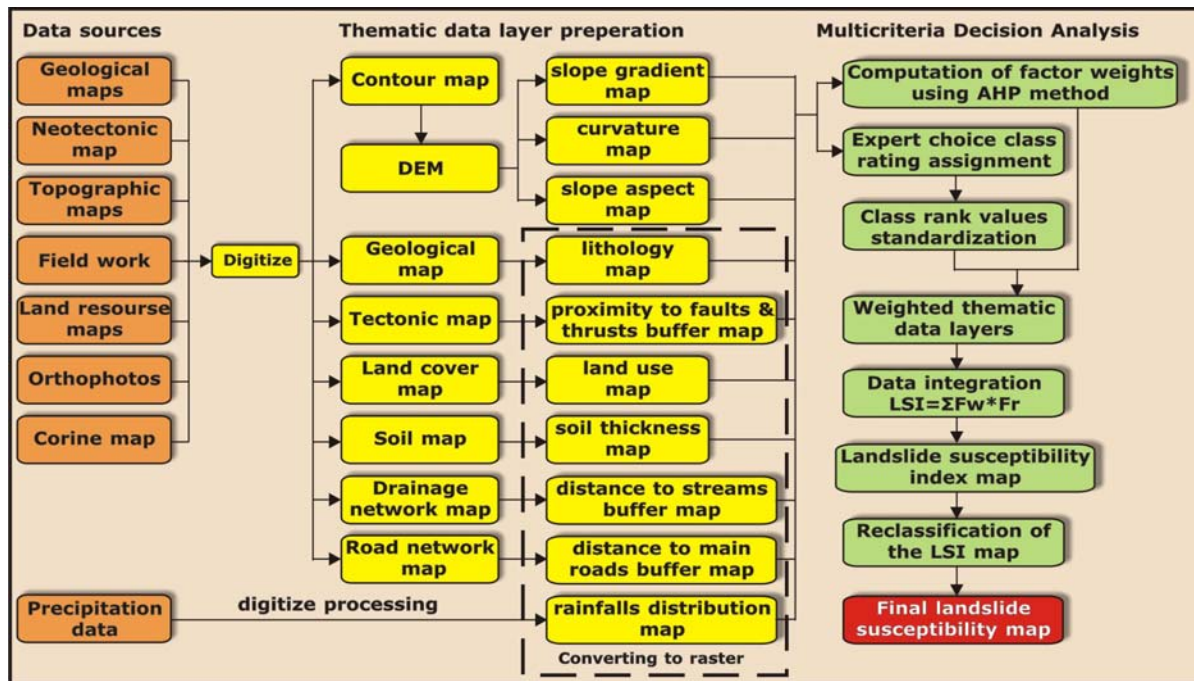 Data sources
Geological
maps
Neotectonic
map
Topographic
maps
Field work
Land resourse
maps
Orthophotos
Corine map
Precipitation
data
Digitize
digitize processing
Thematic data layer preperation
Contour map
DEM
Geological
map
Tectonic map
Land cover
map
Soil map
Drainage
network map
Road network
map
slope gradient
map
curvature
map
slope aspect
map
lithology
map
proximity to faults &
thrusts buffer map
land use
map
soil thickness
map
distance to streams
buffer map
distance to main
roads buffer map
rainfalls distribution
map
Converting to raster
Multicriteria Decision Analysis
Computation of factor weights
using AHP method
Expert choice class
rating assignment
Class rank values
standardization
Weighted thematic
data layers
Data integration
LSI=ΣFw*Fr
Landslide susceptibility
index map
Reclassification of
the LSI map
Final landslide
susceptibility map